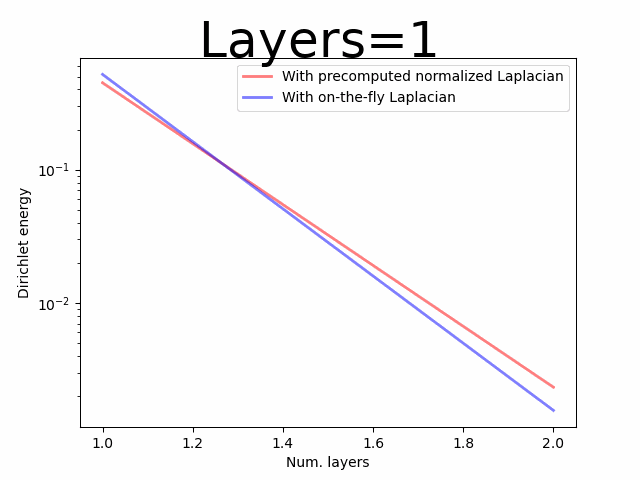 Layers=1
With precomputed normalized Laplacian
With on-the-fly Laplacian
10⁻¹
10⁻²
Dirichlet energy
1.0 1.2 1.4 1.6 1.8 2.0
Num. layers